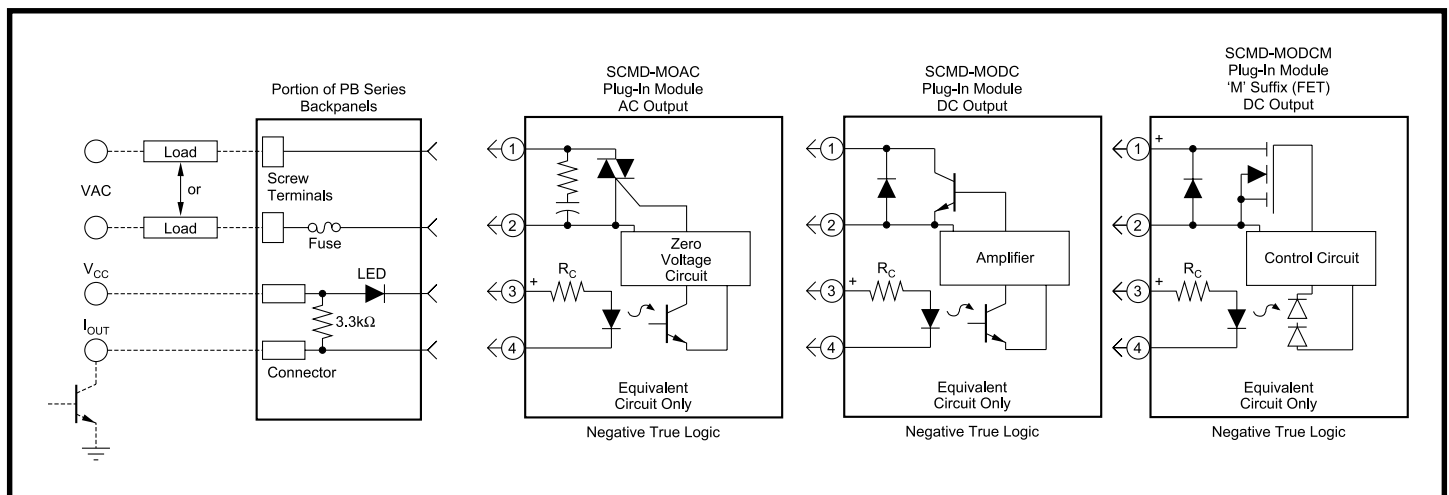 Portion of PB Series
Backpanels
Load
VAC
or
Load
Screw
Terminals
Fuse
VCC
LED
3.3kΩ
IOUT
Connector
SCMD-MOAC
Plug-In Module
AC Output
1
2
Zero
Voltage
Circuit
3
+
RC
4
Equivalent
Circuit Only
Negative True Logic
SCMD-MODC
Plug-In Module
DC Output
1
2
Amplifier
3
+
RC
4
Equivalent
Circuit Only
Negative True Logic
SCMD-MODCM
Plug-In Module
‘M’ Suffix (FET)
DC Output
1
+
2
Control Circuit
3
+
RC
4
Equivalent
Circuit Only
Negative True Logic